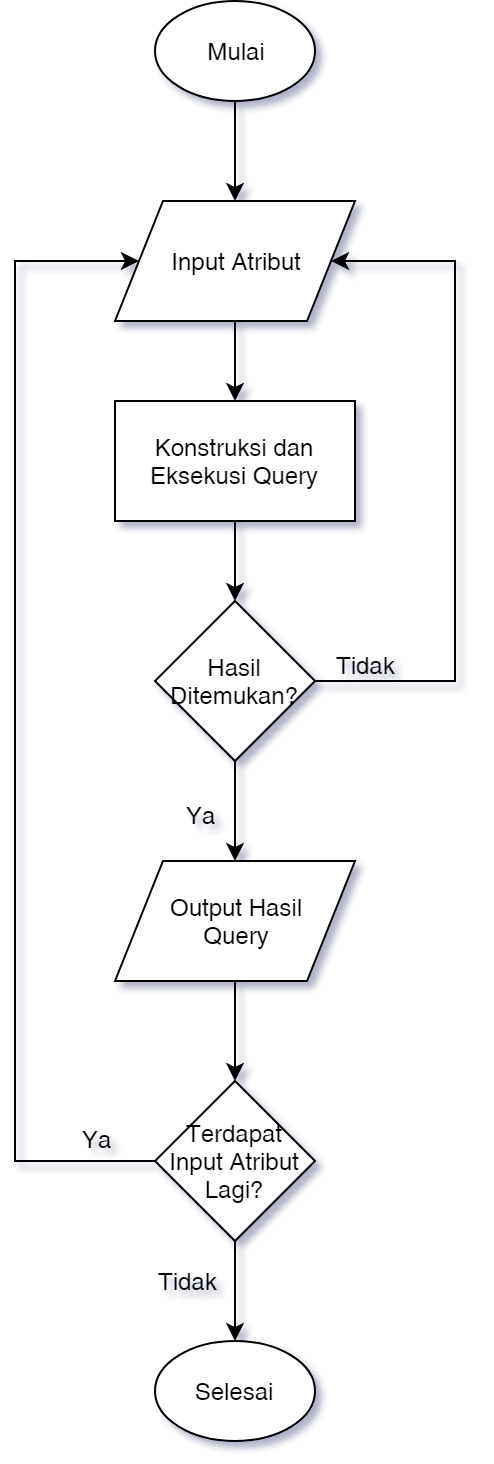 Mulai
Input Atribut
Konstruksi dan
Eksekusi Query
Hasil
Ditemukan?
Tidak
Ya
Output Hasil
Query
Ya
Terdapat
Input Atribut
Lagi?
Tidak
Selesai